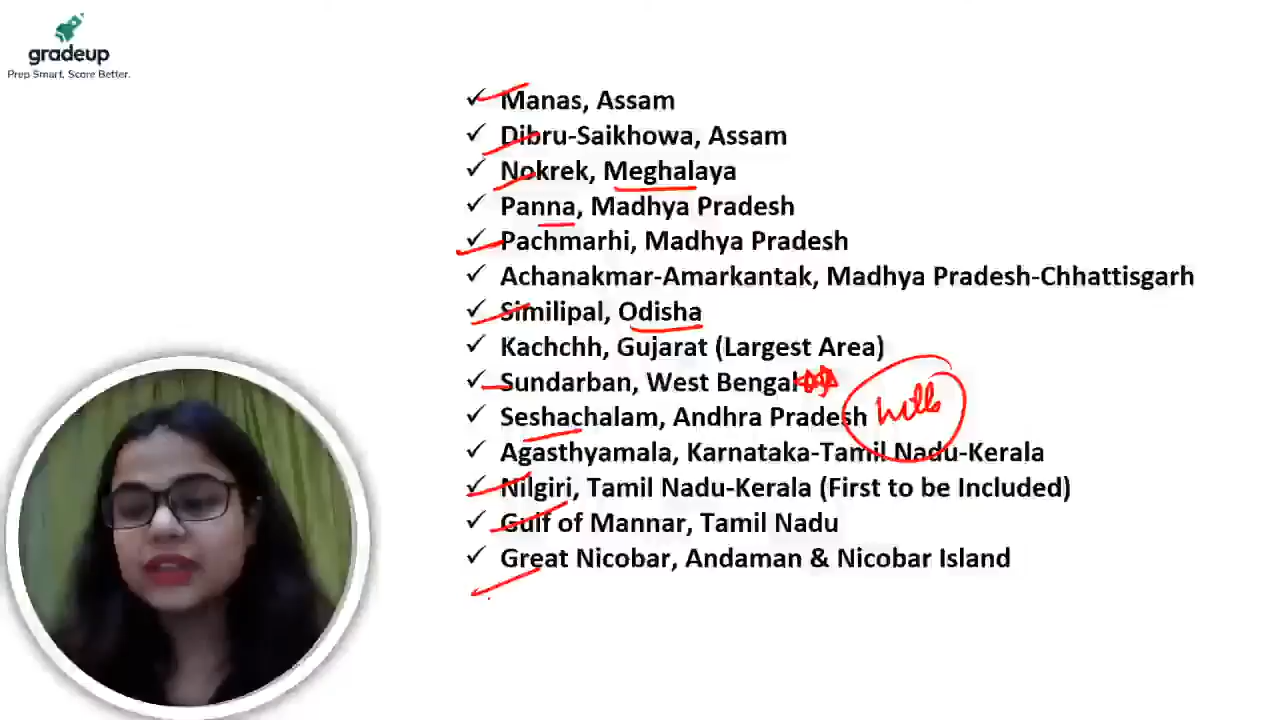 gradeup
Prep Smart, Score Better.
✓ Manas, Assam
✓ Dibru-Saikhowa, Assam
✓ Nokrek, Meghalaya
✓ Panna, Madhya Pradesh
✓ Pachmarhi, Madhya Pradesh
✓ Achanakmar-Amarkantak, Madhya Pradesh-Chhattisgarh
✓ Similipal, Odisha
✓ Kachchh, Gujarat (Largest Area)
✓ Sundarban, West Bengal
✓ Seshachalam, Andhra Pradesh
✓ Agasthyamala, Karnataka-Tamil Nadu-Kerala
✓ Nilgiri, Tamil Nadu-Kerala (First to be Included)
✓ Gulf of Mannar, Tamil Nadu
✓ Great Nicobar, Andaman & Nicobar Island